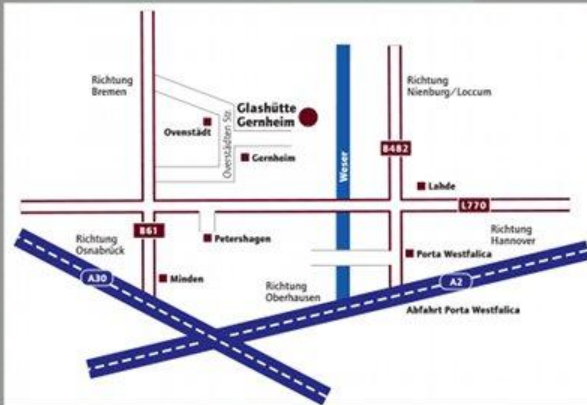 Richtung
Bremen
Richtung
Nienburg/Loccum
Glashütte
Gernheim
Ovenstädt
Overstädten Str.
Gernheim
B482
Weser
Lahde
L770
B61
Richtung
Osnabrück
Petershagen
Richtung
Hannover
A30
Minden
Richtung
Oberhausen
Porta Westfalica
A2
Abfahrt Porta Westfalica